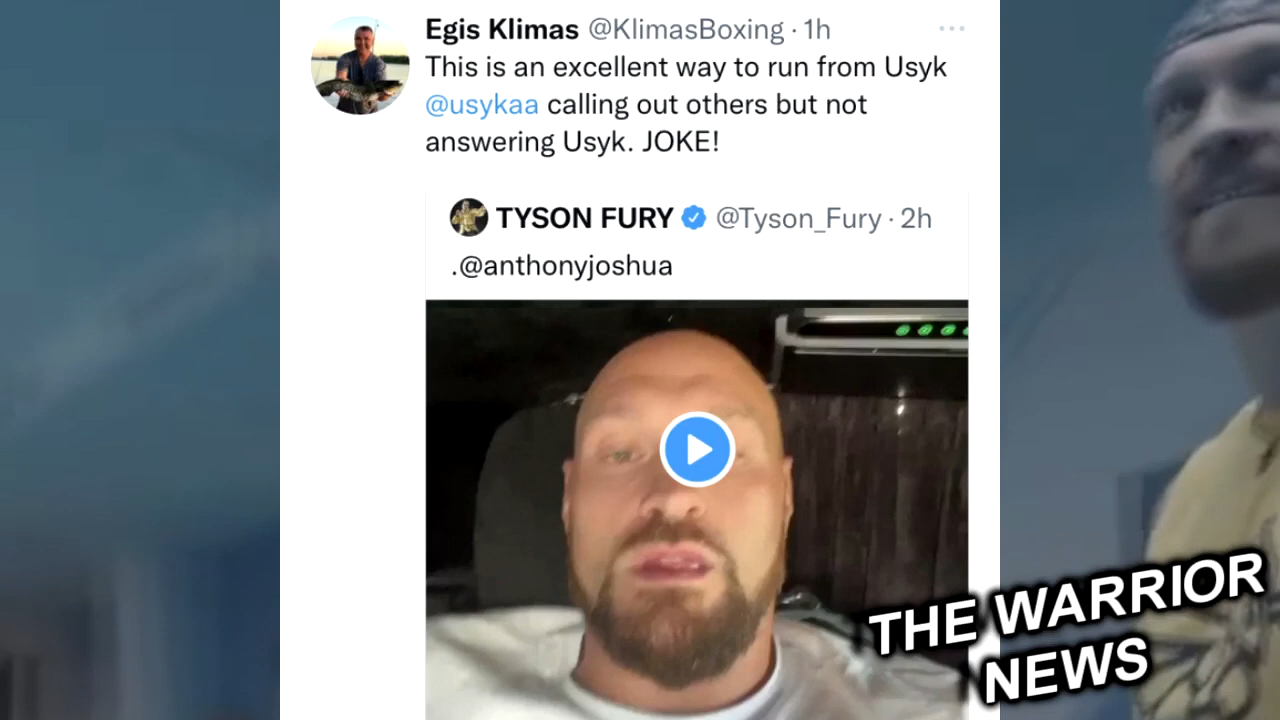 Egis Klimas @KlimasBoxing · 1h
This is an excellent way to run from Usyk
@usykaa calling out others but not
answering Usyk. JOKE!
TYSON FURY @Tyson_Fury · 2h
.@anthonyjoshua
THE WARRIOR
NEWS